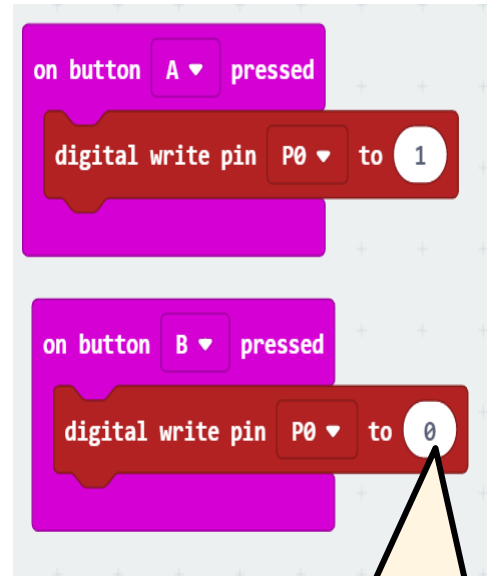 on button A ▼ pressed
digital write pin P0 ▼ to 1
on button B ▼ pressed
digital write pin P0 ▼ to 0